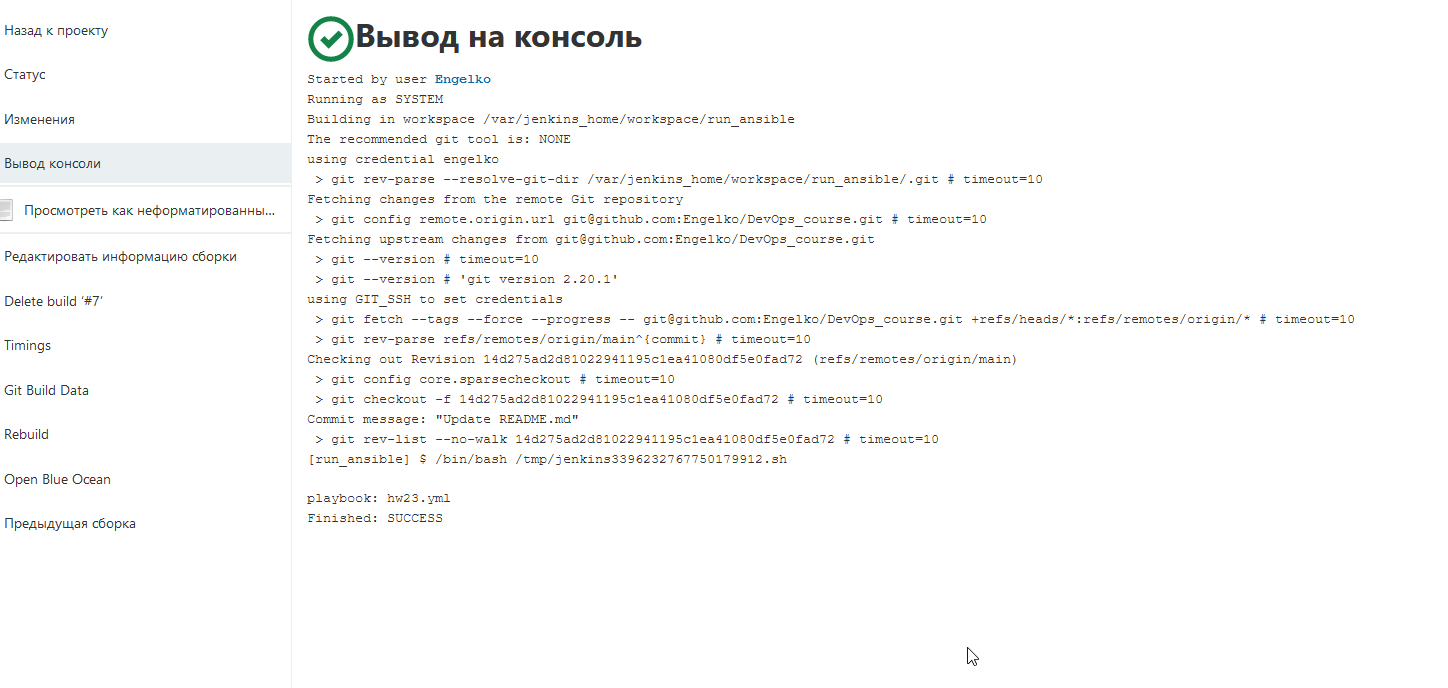 Назад к проекту
Статус
Изменения
Вывод консоли
Просмотреть как неформатированны...
Редактировать информацию сборки
Delete build ‘#7’
Timings
Git Build Data
Rebuild
Open Blue Ocean
Предыдущая сборка
Вывод на консоль
Started by user Engelko
Running as SYSTEM
Building in workspace /var/jenkins_home/workspace/run_ansible
The recommended git tool is: NONE
using credential engelko
 > git rev-parse --resolve-git-dir /var/jenkins_home/workspace/run_ansible/.git # timeout=10
Fetching changes from the remote Git repository
 > git config remote.origin.url git@github.com:Engelko/DevOps_course.git # timeout=10
Fetching upstream changes from git@github.com:Engelko/DevOps_course.git
 > git --version # timeout=10
 > git --version # 'git version 2.20.1'
using GIT_SSH to set credentials
 > git fetch --tags --force --progress -- git@github.com:Engelko/DevOps_course.git +refs/heads/*:refs/remotes/origin/* # timeout=10
 > git rev-parse refs/remotes/origin/main^{commit} # timeout=10
Checking out Revision 14d275ad2d81022941195c1ea41080df5e0fad72 (refs/remotes/origin/main)
 > git config core.sparsecheckout # timeout=10
 > git checkout -f 14d275ad2d81022941195c1ea41080df5e0fad72 # timeout=10
Commit message: "Update README.md"
 > git rev-list --no-walk 14d275ad2d81022941195c1ea41080df5e0fad72 # timeout=10
[run_ansible] $ /bin/bash /tmp/jenkins3396232767750179912.sh
playbook: hw23.yml
Finished: SUCCESS